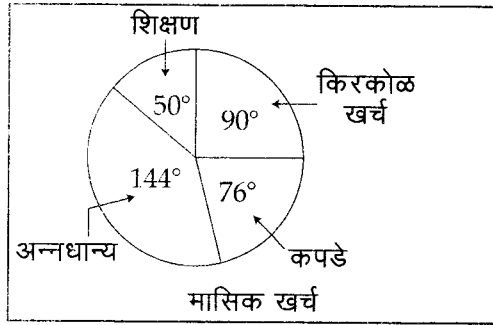 शिक्षण
किरकोळ
खर्च
50°
90°
144°
76°
अन्नधान्य
कपडे
मासिक खर्च